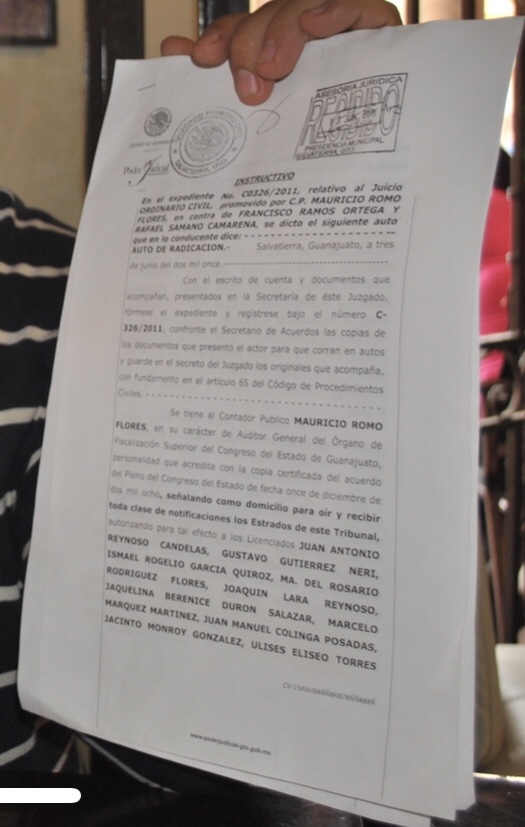 Poder Judicial
ASESORIA JURIDICA
RECIBIDO
PRESIDENCIA MUNICIPAL
INSTRUCTIVO
En el expediente No. C0326/2011, relativo al Juicio
ORDINARIO CIVIL, promovido por C.P. MAURICIO ROMO
FLORES, en contra de FRANCISCO RAMOS ORTEGA Y
RAFAEL SAMANO CAMARENA, se dicto el siguiente auto
que en lo conducente dice: - - - - - - - - - - - - - - - - - - - - - -
AUTO DE RADICACION.- Salvatierra, Guanajuato, a tres
de junio del dos mil once.----------------------------------------
Con el escrito de cuenta y documentos que
acompañan, presentados en la Secretaría de éste Juzgado,
fórmese el expediente y regístrese bajo el número C-
326/2011, confronte el Secretario de Acuerdos las copias de
los documentos que presentó el actor para que corran en autos
y guarde en el secreto del Juzgado los originales que acompaña,
con fundamento en el artículo 65 del Código de Procedimientos
Civiles. - - - - - - - - - - - - - - - - - - - - - - - - - - - - - - - -
Se tiene al Contador Publico MAURICIO ROMO
FLORES, en su carácter de Auditor General del Órgano de
Fiscalización Superior del Congreso del Estado de Guanajuato,
personalidad que acredita con la copia certificada del acuerdo
del Pleno del Congreso del Estado de fecha once de diciembre de
dos mil ocho, señalando como domicilio para oír y recibir
toda clase de notificaciones los Estrados de este Tribunal,
autorizando para tal efecto a los Licenciados JUAN ANTONIO
REYNOSO CANDELAS, GUSTAVO GUTIERREZ NERI,
ISMAEL ROGELIO GARCIA QUIROZ, MA. DEL ROSARIO
RODRIGUEZ FLORES, JOAQUIN LARA REYNOSO,
JAQUELINA BERENICE DURON SALAZAR, MARCELO
MARQUEZ MARTINEZ, JUAN MANUEL COLINGA POSADAS,
JACINTO MONROY GONZALEZ, ULISES ELISEO TORRES
www.poderjudicial-gto.gob.mx